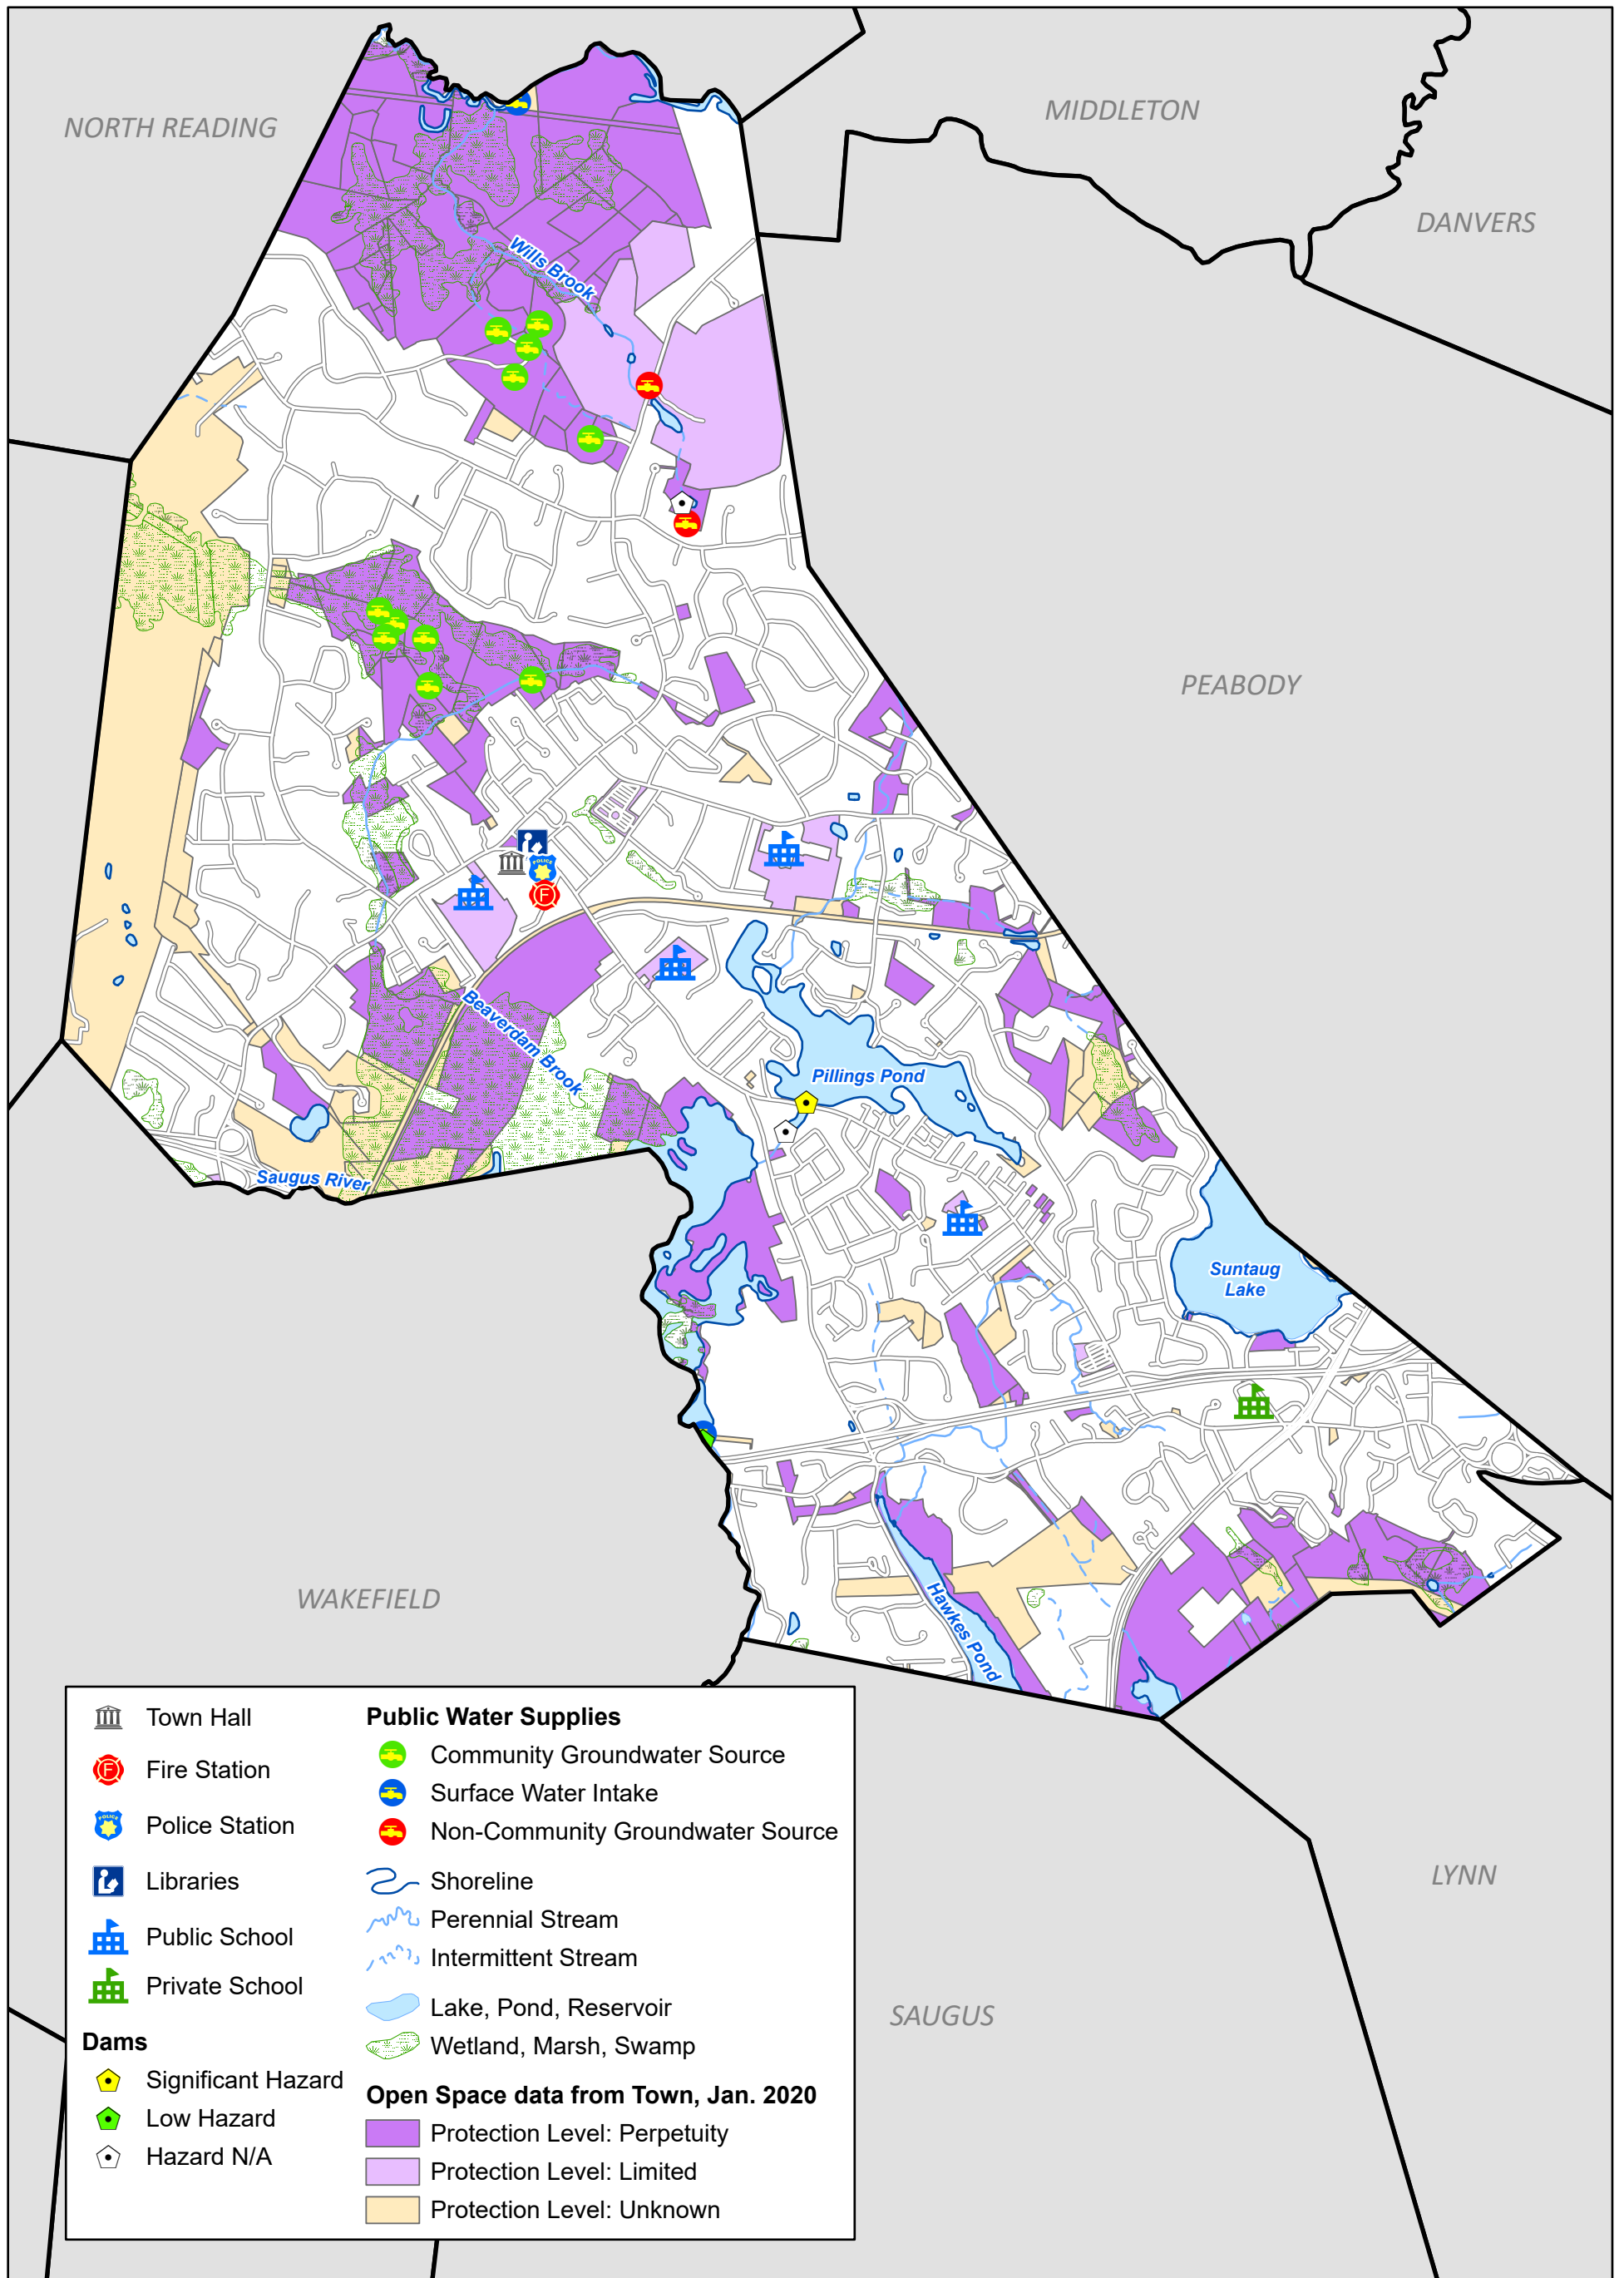 NORTH READING
MIDDLETON
DANVERS
Wills Brook
PEABODY
POLICE
F
Beaverdam Brook
Pillings Pond
Saugus River
Suntaug
Lake
WAKEFIELD
Hawkes Pond
LYNN
SAUGUS
Town Hall
F
Fire Station
POLICE
Police Station
Libraries
Public School
Private School
Dams
Significant Hazard
Low Hazard
Hazard N/A
Public Water Supplies
Community Groundwater Source
Surface Water Intake
Non-Community Groundwater Source
Shoreline
Perennial Stream
Intermittent Stream
Lake, Pond, Reservoir
Wetland, Marsh, Swamp
Open Space data from Town, Jan. 2020
Protection Level: Perpetuity
Protection Level: Limited
Protection Level: Unknown